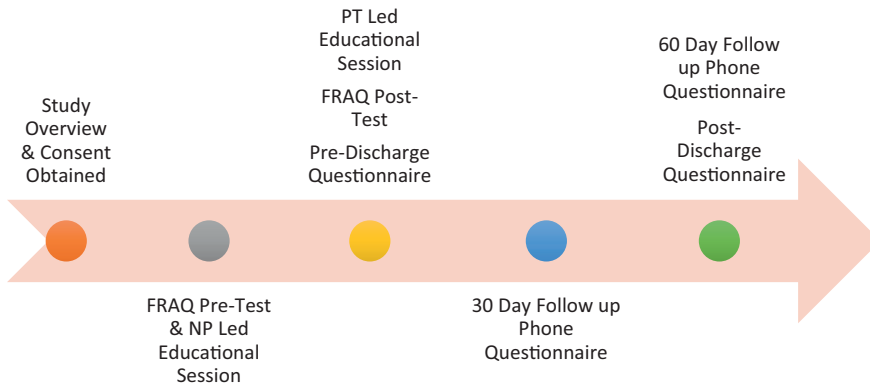 Study
Overview
& Consent
Obtained
FRAQ Pre-Test
& NP Led
Educational
Session
PT Led
Educational
Session
FRAQ Post-
Test
Pre-Discharge
Questionnaire
30 Day Follow up
Phone
Questionnaire
60 Day Follow
up Phone
Questionnaire
Post-
Discharge
Questionnaire